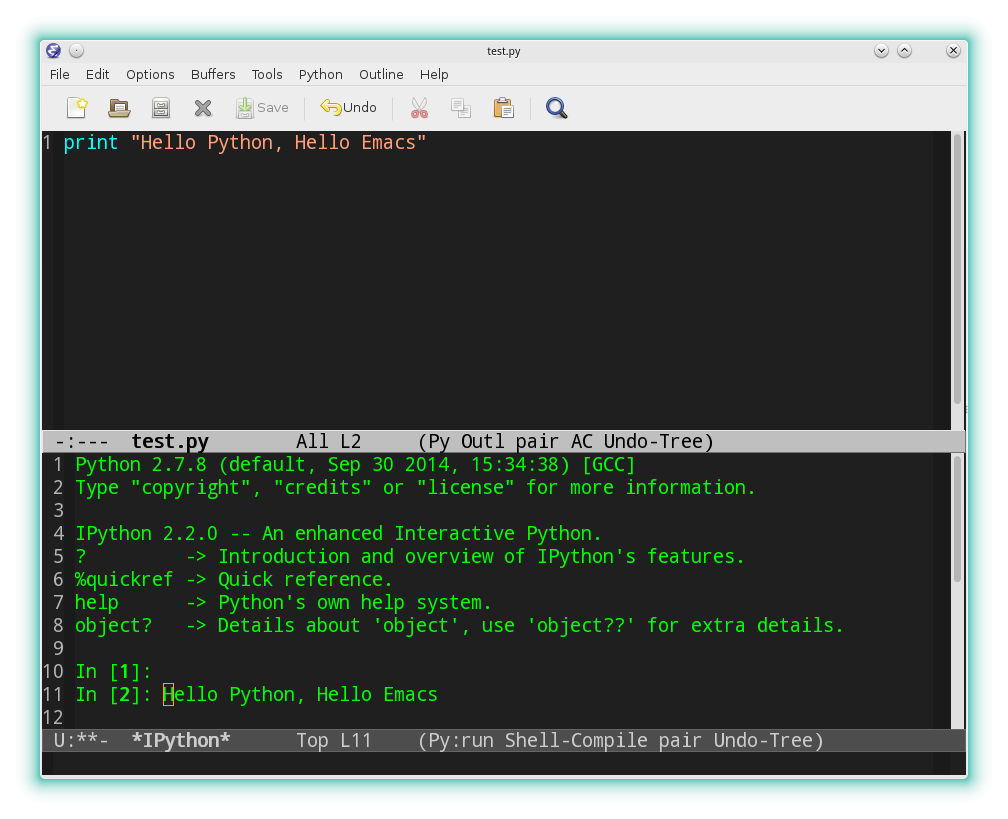 test.py
File Edit Options Buffers Tools Python Outline Help
Save Undo
1 print "Hello Python, Hello Emacs"
-:--- test.py All L2 (Py Outl pair AC Undo-Tree)
1 Python 2.7.8 (default, Sep 30 2014, 15:34:38) [GCC]
2 Type "copyright", "credits" or "license" for more information.
3
4 IPython 2.2.0 -- An enhanced Interactive Python.
5 ? -> Introduction and overview of IPython's features.
6 %quickref -> Quick reference.
7 help -> Python's own help system.
8 object? -> Details about 'object', use 'object??' for extra details.
9
10 In [1]:
11 In [2]: Hello Python, Hello Emacs
12
U:**- *IPython* Top L11 (Py:run Shell-Compile pair Undo-Tree)